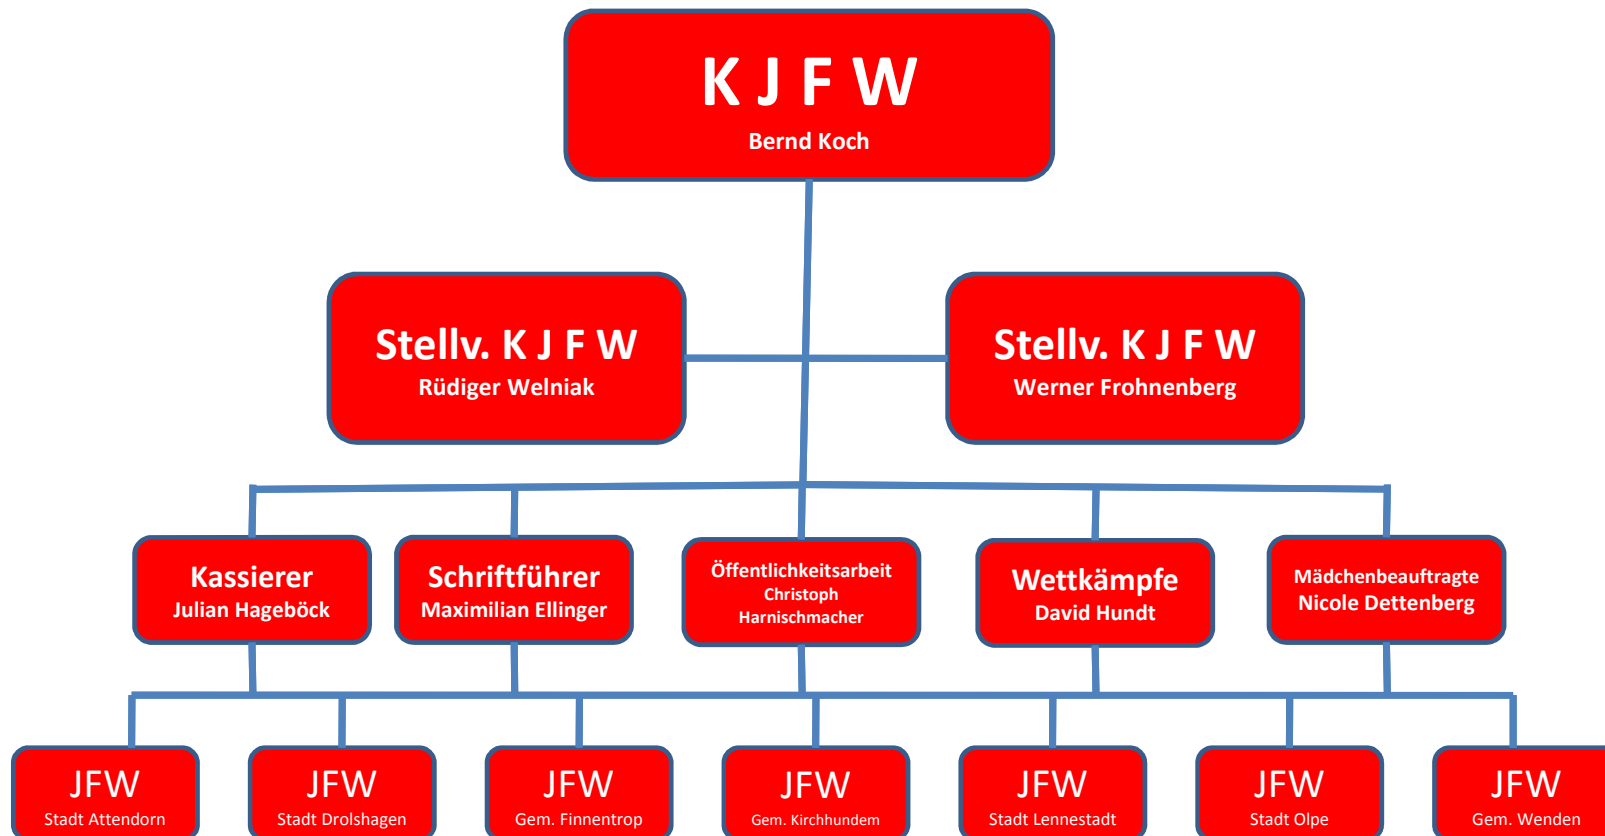 K J F W
Bernd Koch
Stellv. K J F W
Rüdiger Welniak
Stellv. K J F W
Werner Frohnenberg
Kassierer
Julian Hageböck
Schriftführer
Maximilian Ellinger
Öffentlichkeitsarbeit
Christoph
Harnischmacher
Wettkämpfe
David Hundt
Mädchenbeauftragte
Nicole Dettenberg
JFW
Stadt Attendorn
JFW
Stadt Drolshagen
JFW
Gem. Finnentrop
JFW
Gem. Kirchhundem
JFW
Stadt Lennestadt
JFW
Stadt Olpe
JFW
Gem. Wenden